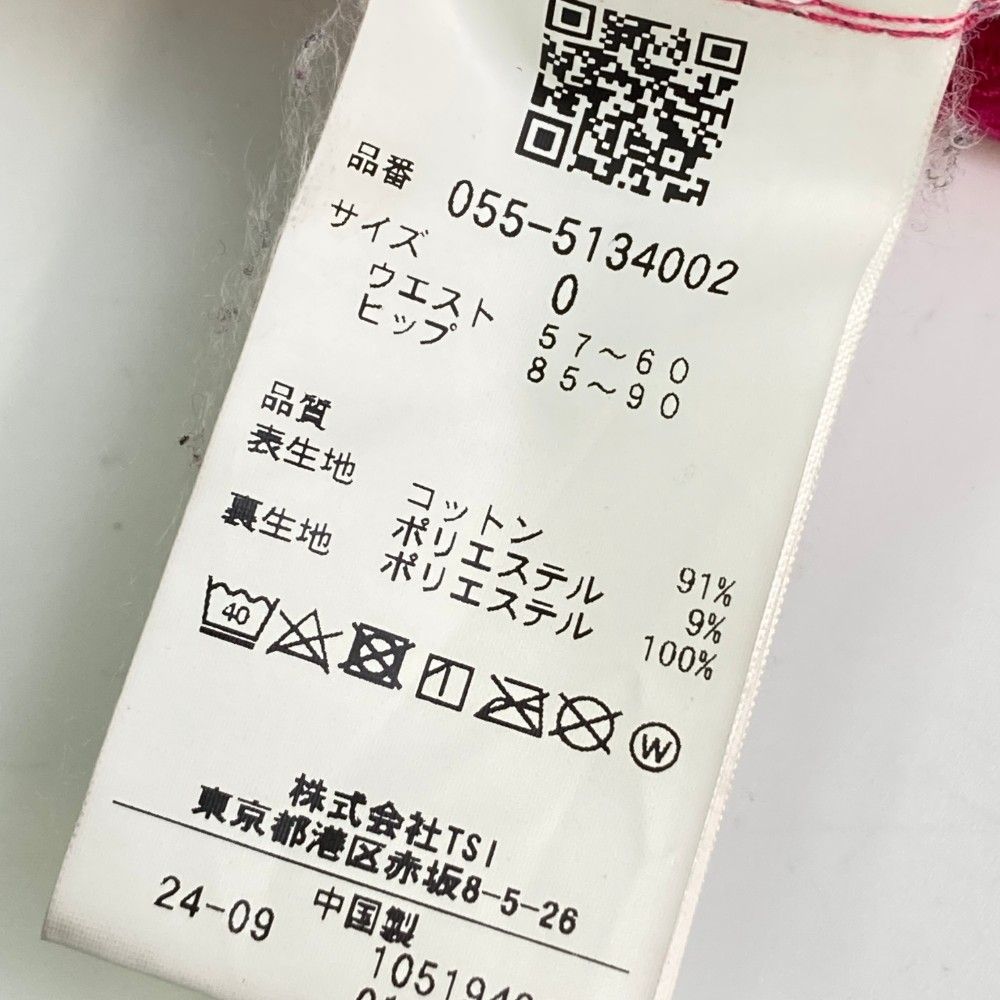 品番 055-5134002
サイズ 0
ウエスト 57～60
ヒップ 85～90
品質
表生地 コットン 91%
ポリエステル 9%
裏生地 ポリエステル 100%
40
W
株式会社TSI
東京都港区赤坂8-5-26
24-09 中国製